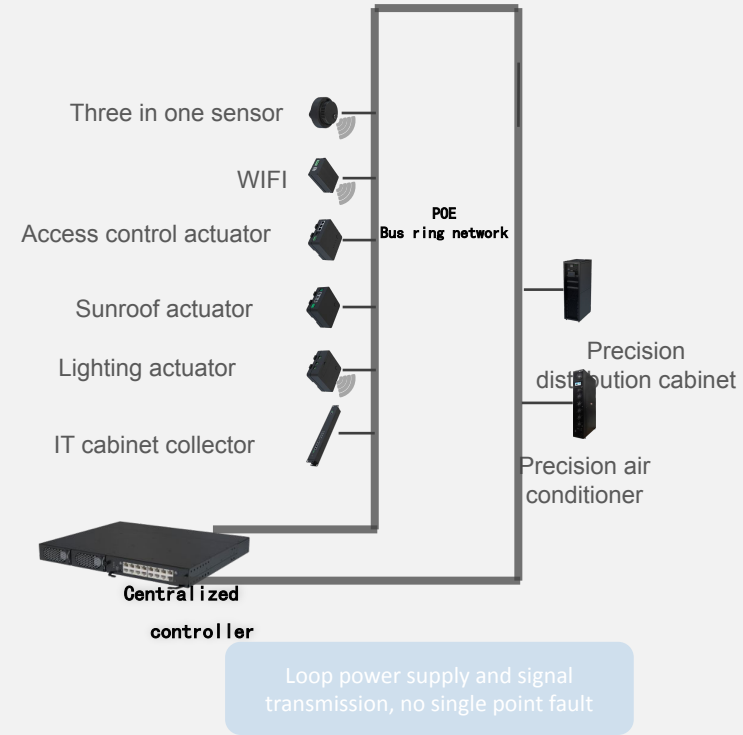 Three in one sensor
WIFI
Access control actuator
Sunroof actuator
Lighting actuator
IT cabinet collector
POE
Bus ring network
Precision
distribution cabinet
Precision air
conditioner
Centralized
controller
Loop power supply and signal
transmission, no single point fault